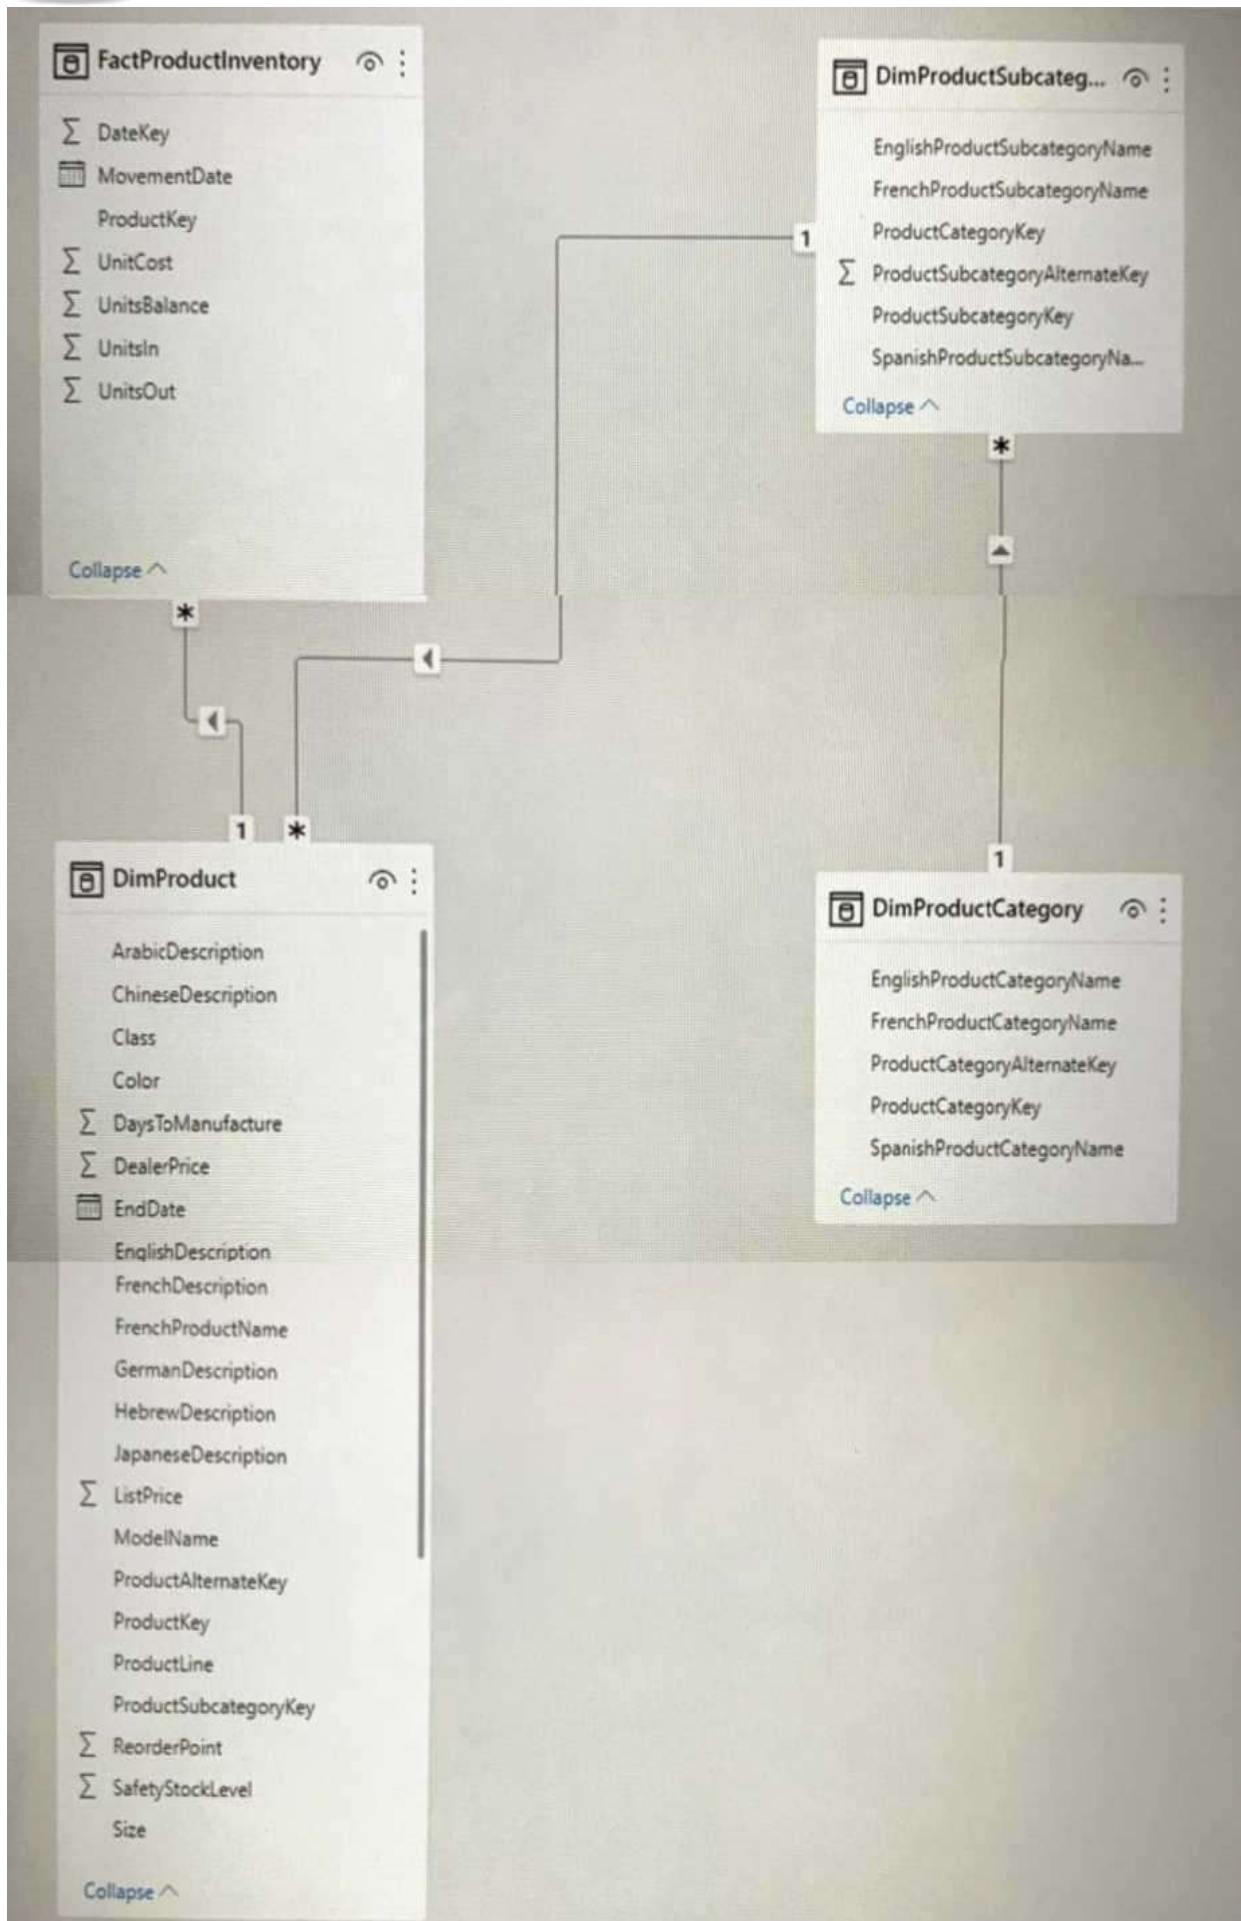 FactProductInventory
DateKey
MovementDate
ProductKey
UnitCost
UnitsBalance
UnitsIn
UnitsOut
Collapse
DimProductSubcateg...
EnglishProductSubcategoryName
FrenchProductSubcategoryName
ProductCategoryKey
ProductSubcategoryAlternateKey
ProductSubcategoryKey
SpanishProductSubcategoryNa...
Collapse
1
*
*
1
*
1
DimProduct
ArabicDescription
ChineseDescription
Class
Color
DaysToManufacture
DealerPrice
EndDate
EnglishDescription
FrenchDescription
FrenchProductName
GermanDescription
HebrewDescription
JapaneseDescription
ListPrice
ModelName
ProductAlternateKey
ProductKey
ProductLine
ProductSubcategoryKey
ReorderPoint
SafetyStockLevel
Size
Collapse
DimProductCategory
EnglishProductCategoryName
FrenchProductCategoryName
ProductCategoryAlternateKey
ProductCategoryKey
SpanishProductCategoryName
Collapse